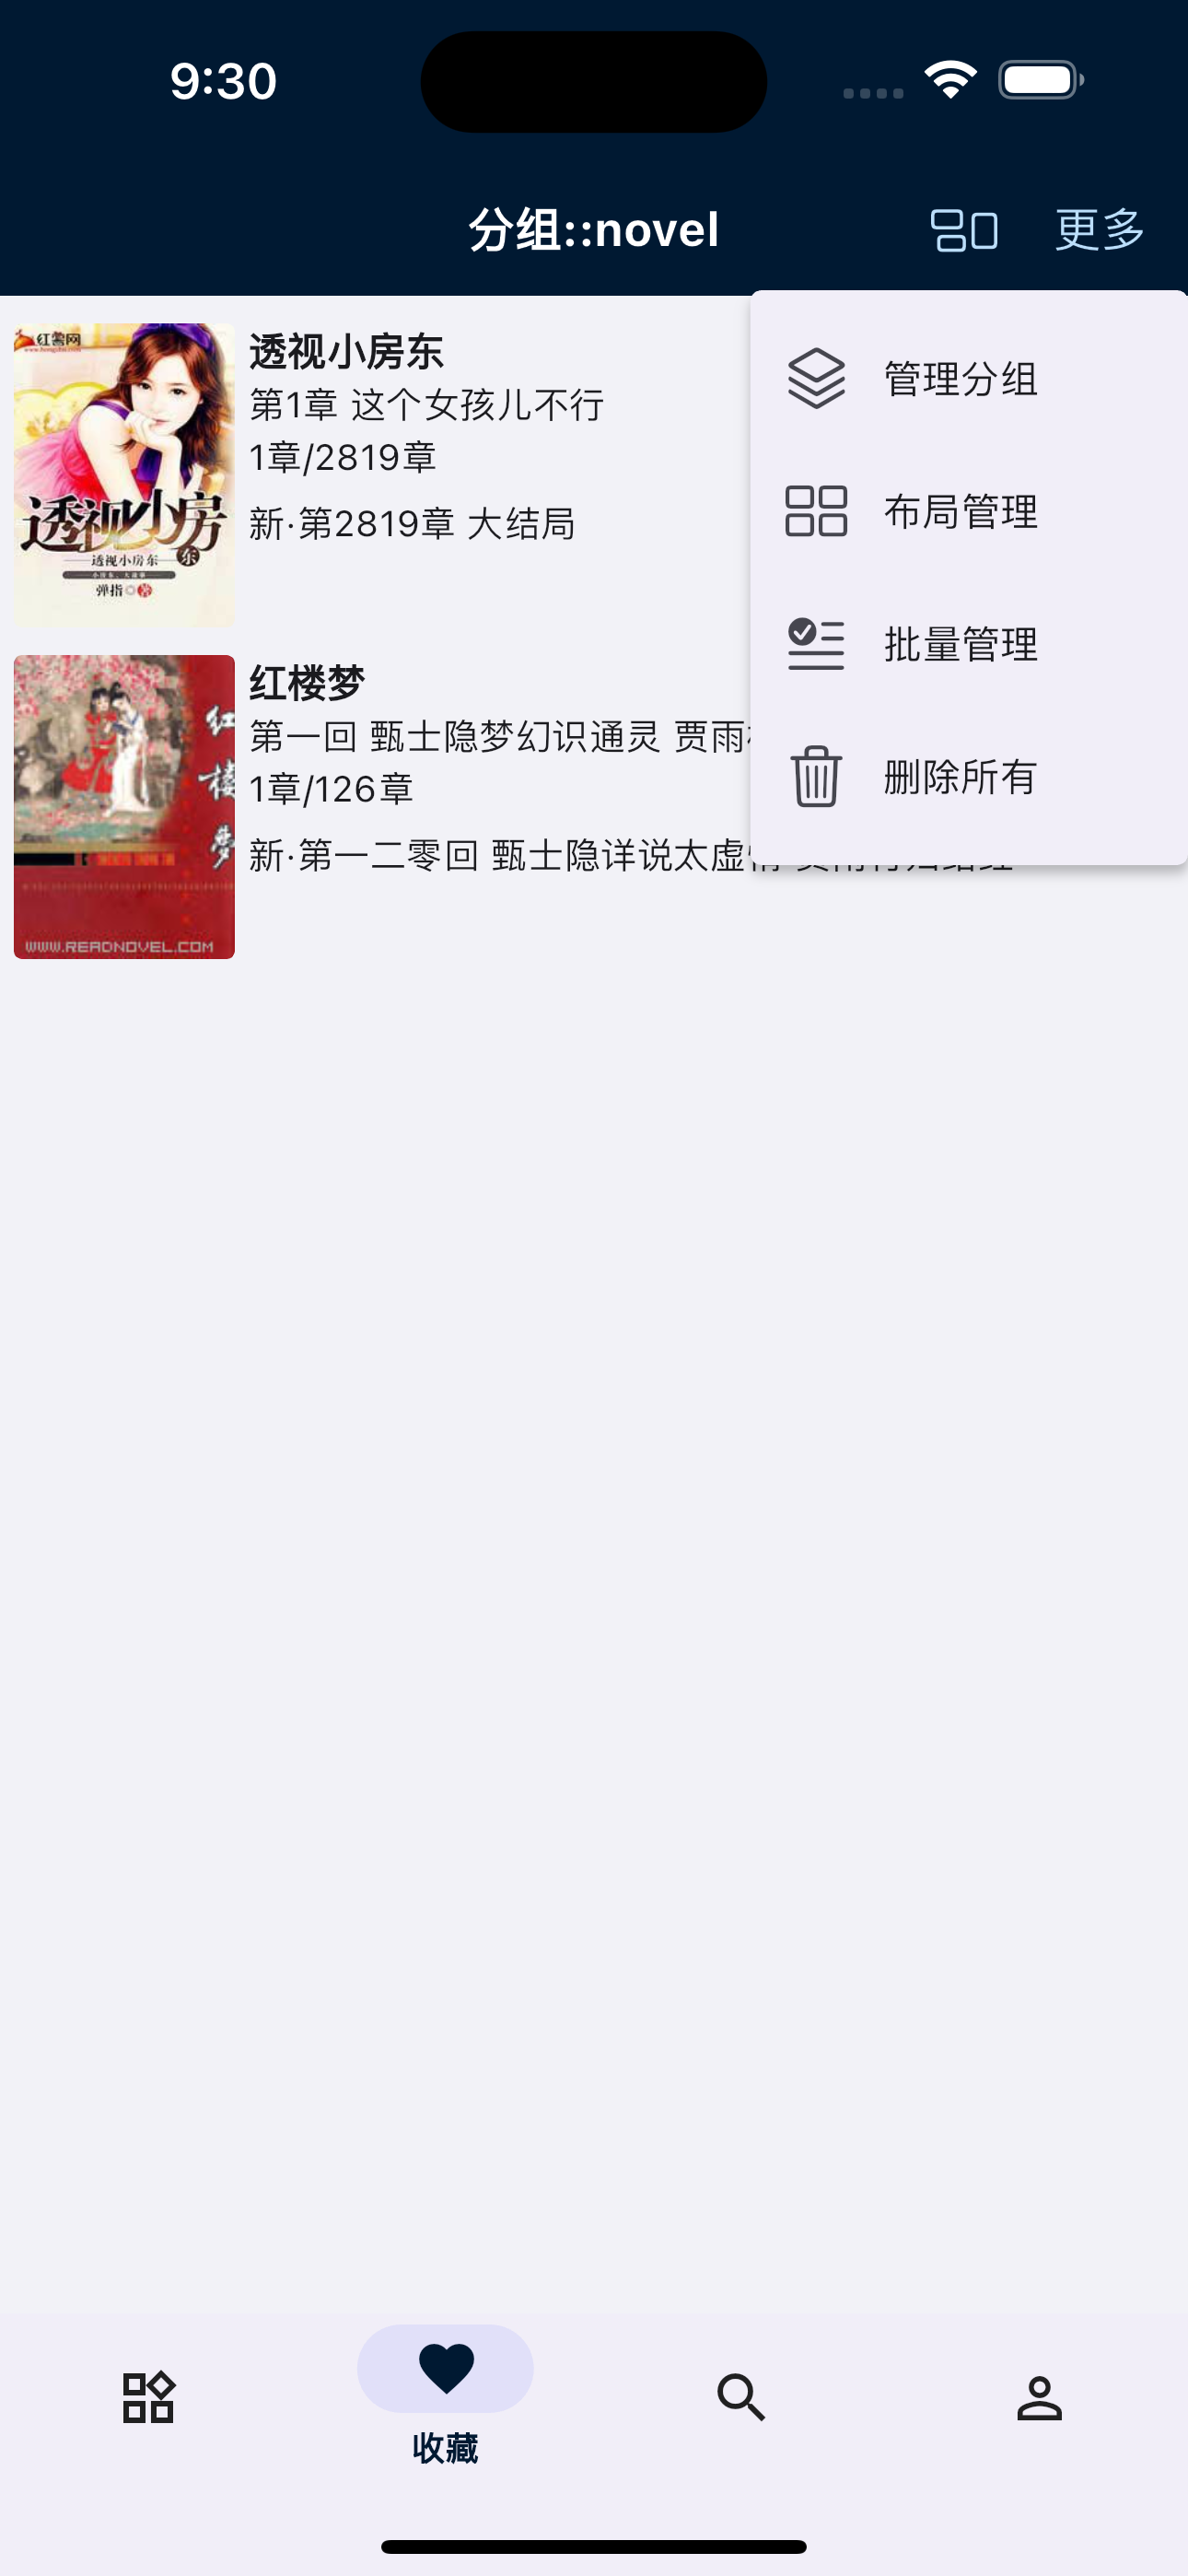 9:30
分组::novel
更多
管理分组
布局管理
批量管理
删除所有
红薯网
透视小房
东
透视小房东
弹指◎著
透视小房东
第1章 这个女孩儿不行
1章/2819章
新·第2819章 大结局
红
楼
夢
WWW.READNOVEL.COM
红楼梦
第一回 甄士隐梦幻识通灵 贾雨
1章/126章
新·第一二零回 甄士隐详说太虚
收藏